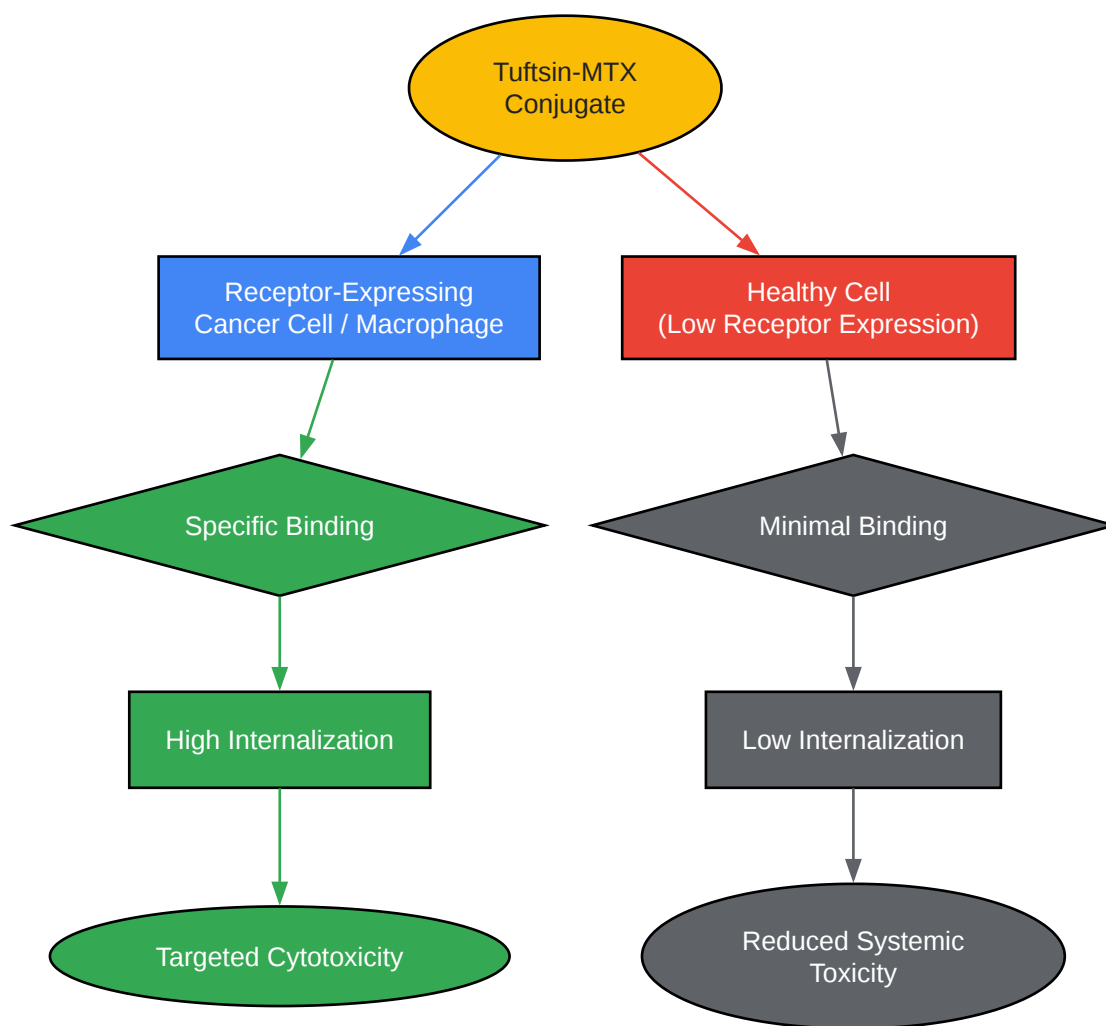 Tuftsin-MTX
Conjugate
Receptor-Expressing
Cancer Cell / Macrophage
Healthy Cell
(Low Receptor Expression)
Specific Binding
Minimal Binding
High Internalization
Low Internalization
Targeted Cytotoxicity
Reduced Systemic
Toxicity